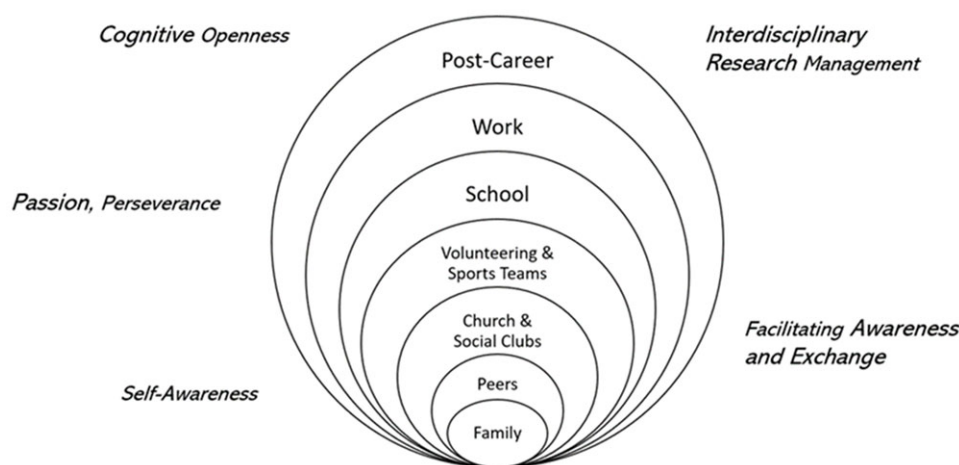 Cognitive Openness
Interdisciplinary
Research Management
Post-Career
Work
School
Passion, Perseverance
Volunteering &
Sports Teams
Church &
Social Clubs
Facilitating Awareness
and Exchange
Peers
Self-Awareness
Family